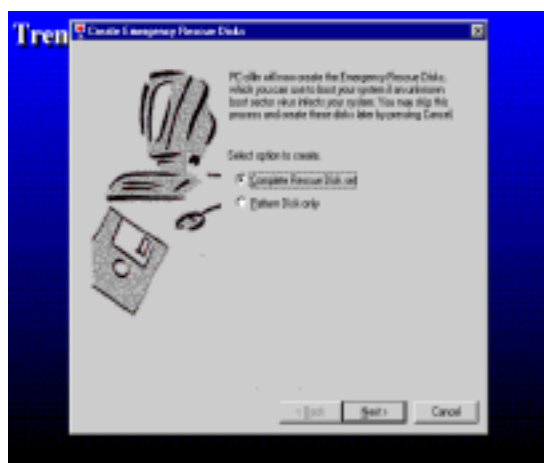 Tren
Create Emergency Rescue Disks
PC-cillin will now create the Emergency Rescue Disks,
which you can use to boot your system if an unknown
boot sector virus infects your system. You may skip this
process and create these disks later by pressing Cancel.
Select option to create.
Complete Rescue Disk set
Pattern Disk only
< Back
Next >
Cancel